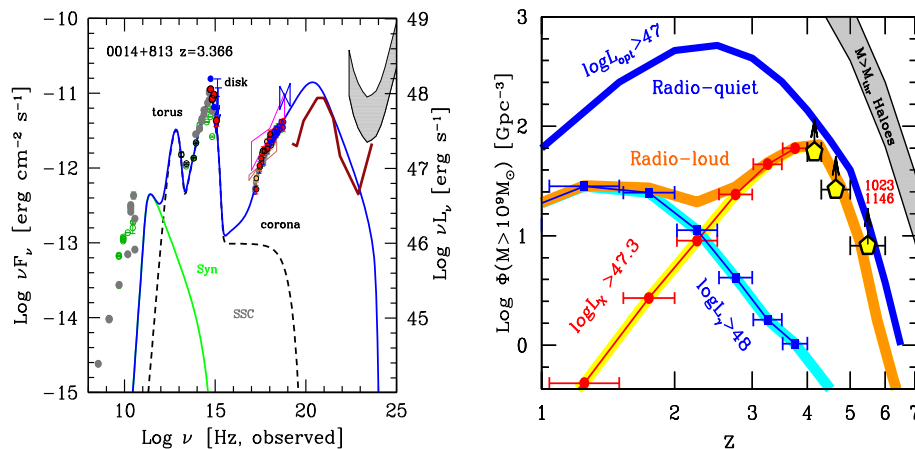 0014+813 z=3.366
torus
disk
corona
Syn
SSC
-10
-11
-12
-13
-14
-15
49
48
47
46
45
10
15
20
25
Log νF_ν [erg cm⁻² s⁻¹]
Log νL_ν [erg s⁻¹]
Log ν [Hz, observed]
logL_opt>47
Radio-quiet
Radio-loud
M>M_thr Haloes
1023
1146
logL_X>47.3
logL_γ>48
3
2
1
0
1
2
3
4
5
6
7
Log Φ(M>10⁹M_⊙) [Gpc⁻³]
z